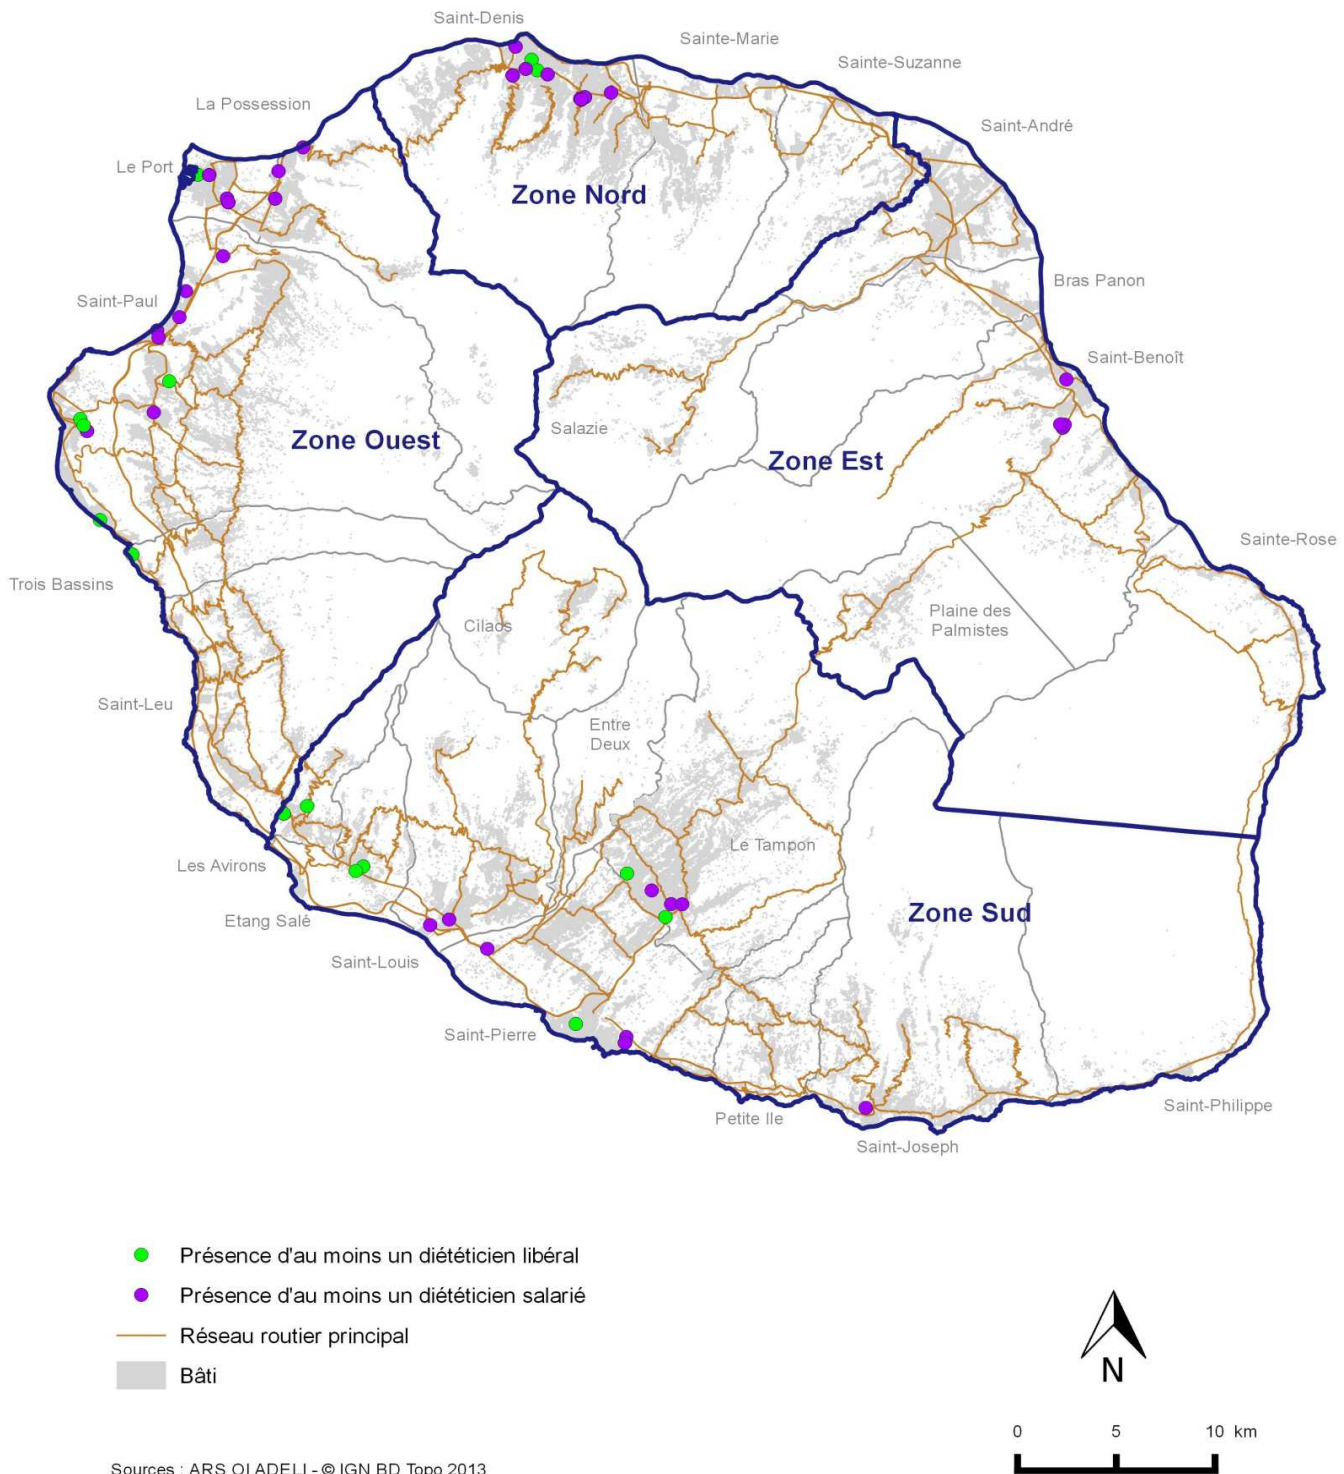 Saint-Denis
Sainte-Marie
Sainte-Suzanne
La Possession
Saint-André
Le Port
Zone Nord
Bras Panon
Saint-Paul
Saint-Benoît
Salazie
Zone Ouest
Zone Est
Sainte-Rose
Trois Bassins
Plaine des
Palmistes
Cilaos
Saint-Leu
Entre
Deux
Le Tampon
Les Avirons
Zone Sud
Etang Salé
Saint-Louis
Saint-Pierre
Petite Ile
Saint-Philippe
Saint-Joseph
Présence d'au moins un diététicien libéral
Présence d'au moins un diététicien salarié
Réseau routier principal
Bâti
N
0 5 10 km
Sources : ARS OI ADELI - © IGN BD Topo 2013